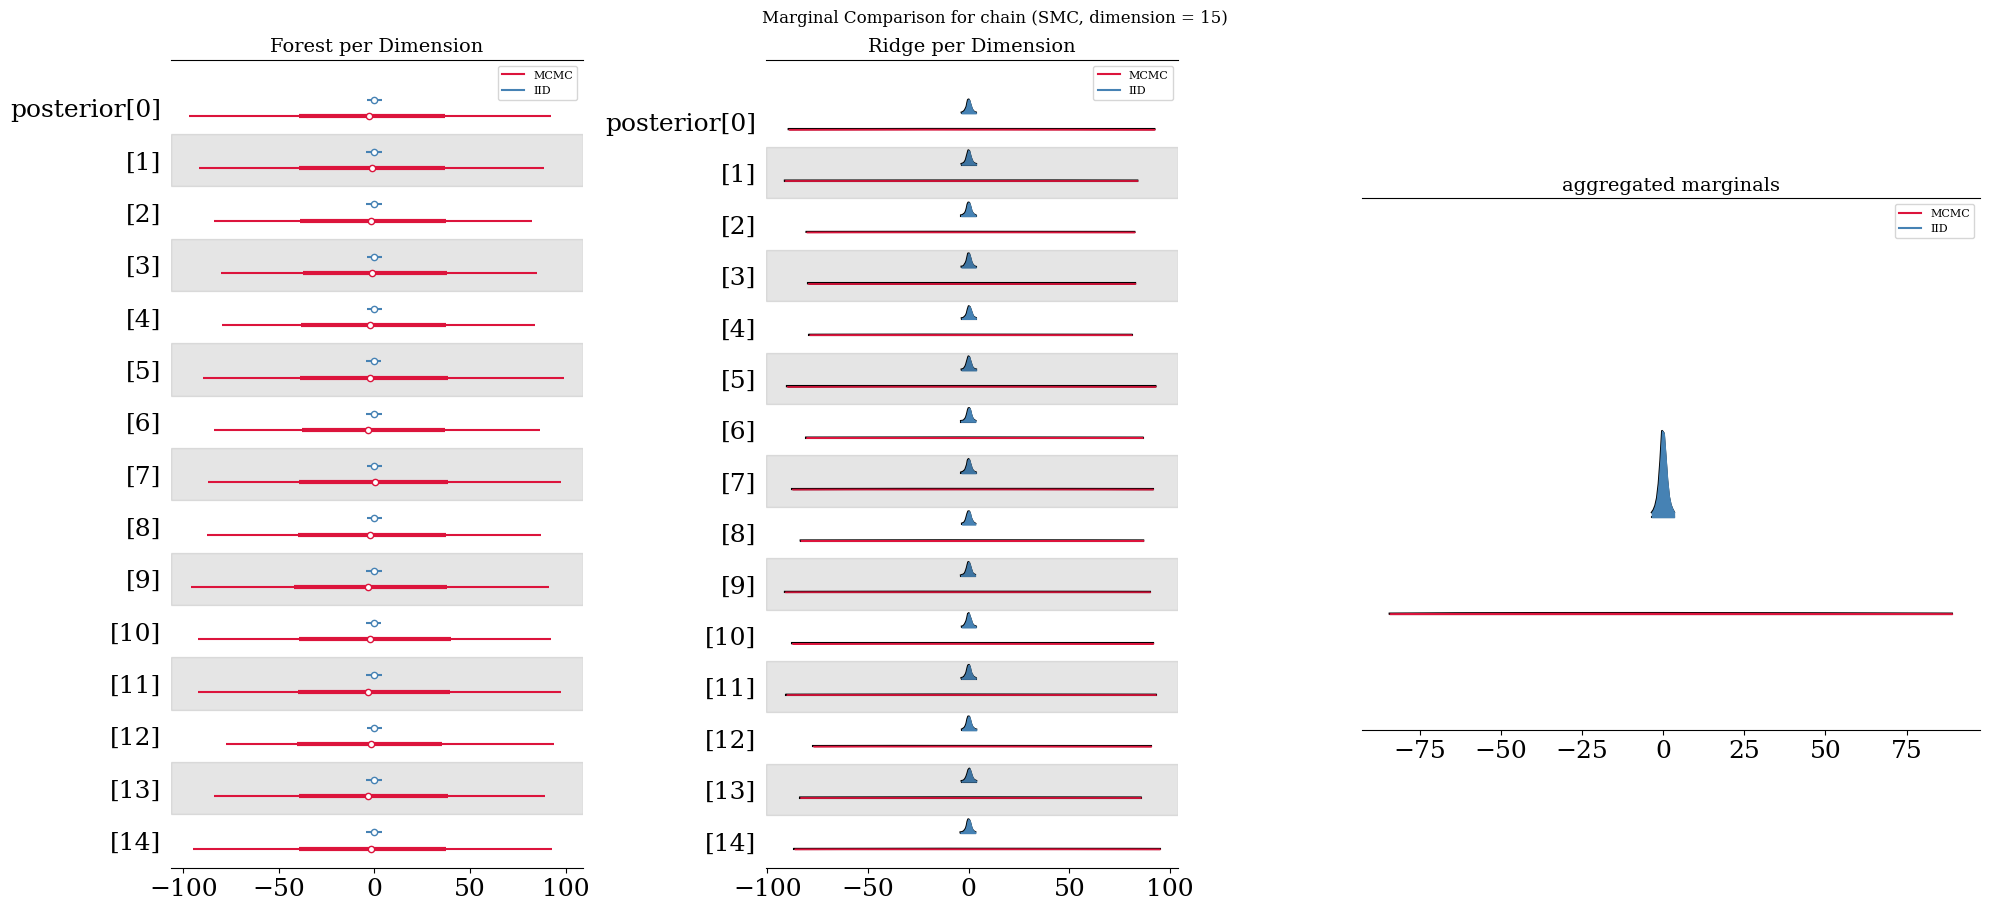 Marginal Comparison for chain (SMC, dimension = 15)
Forest per Dimension
MCMC
IID
posterior[0]
[1]
[2]
[3]
[4]
[5]
[6]
[7]
[8]
[9]
[10]
[11]
[12]
[13]
[14]
−100 −50 0 50 100
Ridge per Dimension
MCMC
IID
posterior[0]
[1]
[2]
[3]
[4]
[5]
[6]
[7]
[8]
[9]
[10]
[11]
[12]
[13]
[14]
−100 −50 0 50 100
aggregated marginals
MCMC
IID
−75 −50 −25 0 25 50 75